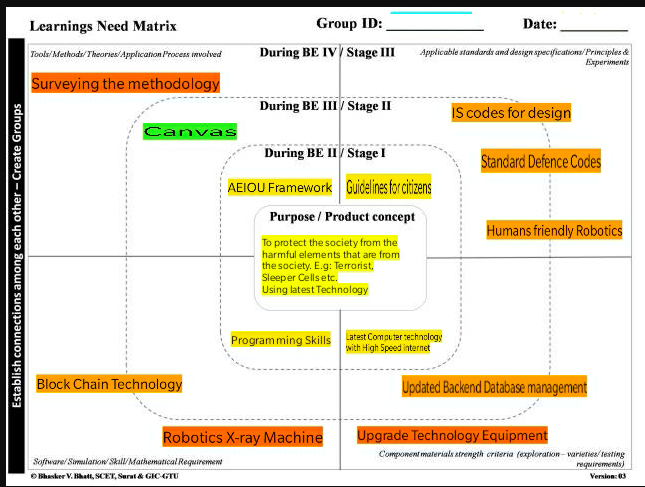 Learnings Need Matrix
Group ID: ____________
Date: ________
Tools/Methods/Theories/Application Process involved
During BE IV / Stage III
Applicable standards and design specifications/Principles &
Experiments
Surveying the methodology
During BE III / Stage II
IS codes for design
Canvas
During BE II / Stage I
Standard Defence Codes
AEIOU Framework
Guidelines for citizens
Purpose / Product concept
Humans friendly Robotics
To protect the society from the
harmful elements that are from
the society. E.g: Terrorist,
Sleeper Cells etc.
Using latest Technology
Establish connections among each other – Create Groups
Programming Skills
Latest Computer technology
with High Speed internet
Block Chain Technology
Updated Backend Database management
Robotics X-ray Machine
Upgrade Technology Equipment
Software/Simulation/Skill/Mathematical Requirement
Component materials strength criteria (exploration – varieties/testing
requirements)
© Bhasker V. Bhatt, SCET, Surat & GIC-GTU
Version: 03